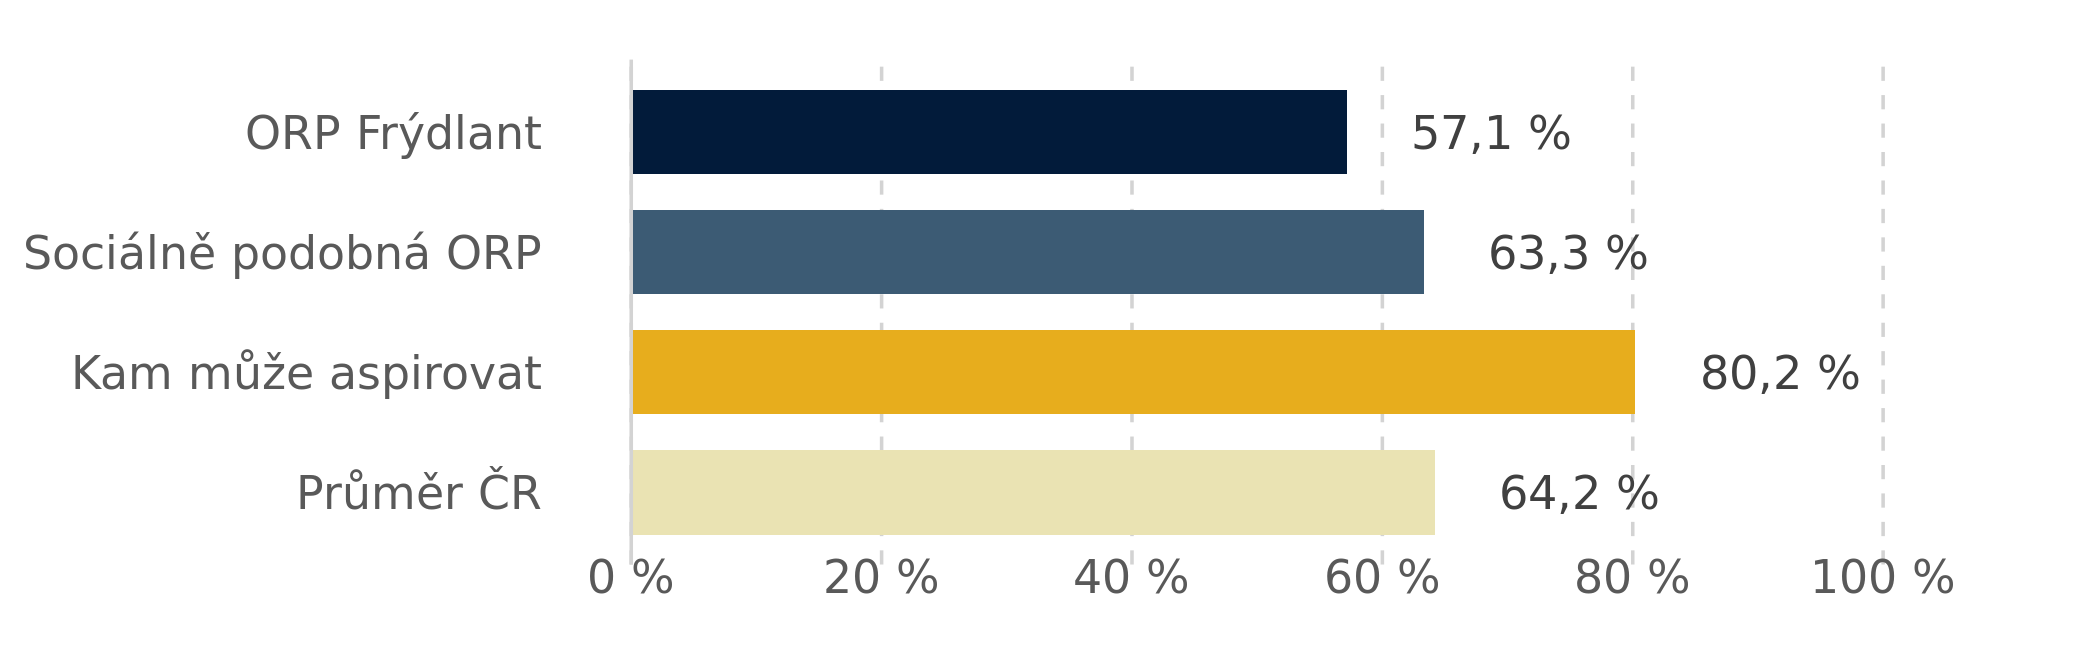 ORP Frýdlant 57,1 %
Sociálně podobná ORP 63,3 %
Kam může aspirovat 80,2 %
Průměr ČR 64,2 %
0 % 20 % 40 % 60 % 80 % 100 %